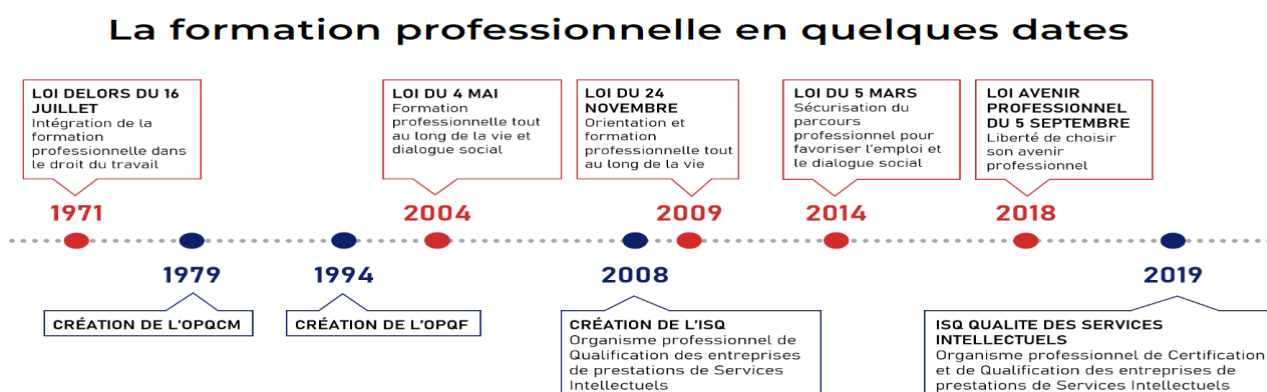 La formation professionnelle en quelques dates
LOI DELORS DU 16
JUILLET
Intégration de la
formation
professionnelle dans
le droit du travail
1971
LOI DU 4 MAI
Formation
professionnelle tout
au long de la vie et
dialogue social
2004
LOI DU 24
NOVEMBRE
Orientation et
formation
professionnelle tout
au long de la vie
2009
LOI DU 5 MARS
Sécurisation du
parcours
professionnel pour
favoriser l'emploi et
le dialogue social
2014
LOI AVENIR
PROFESSIONNEL
DU 5 SEPTEMBRE
Liberté de choisir
son avenir
professionnel
2018
1979
CRÉATION DE L'OPQCM
1994
CRÉATION DE L'OPQF
2008
CRÉATION DE L'ISQ
Organisme professionnel de
Qualification des entreprises
de prestations de Services
Intellectuels
2019
ISQ QUALITE DES SERVICES
INTELLECTUELS
Organisme professionnel de Certification
et de Qualification des entreprises de
prestations de Services Intellectuels